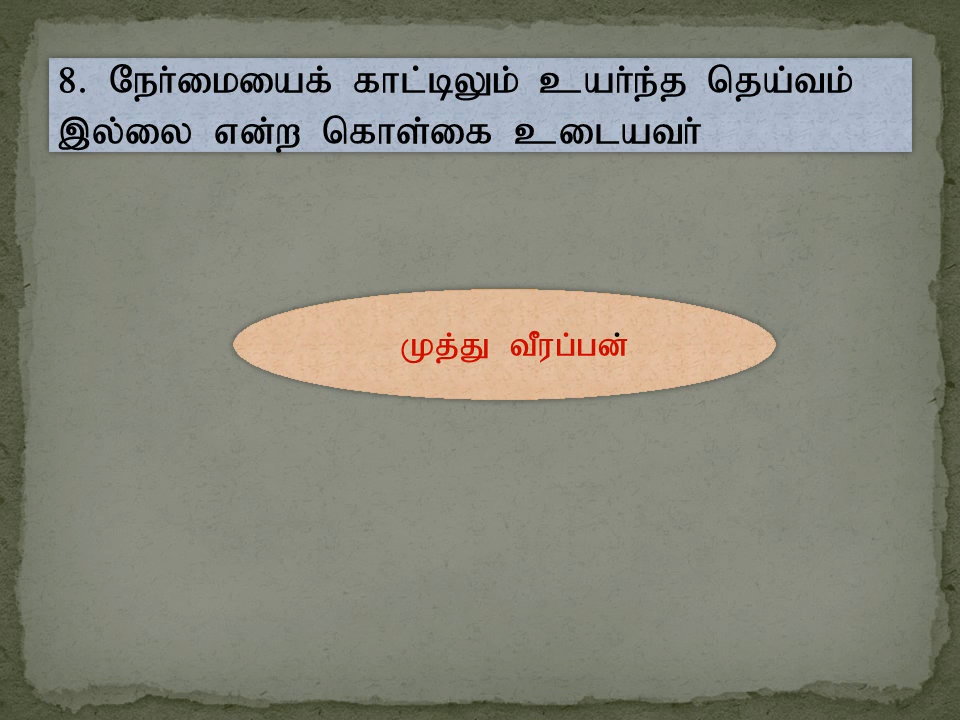 8. நேர்மையைக் காட்டிலும் உயர்ந்த தெய்வம்
இல்லை என்ற கொள்கை உடையவர்
முத்து வீரப்பன்